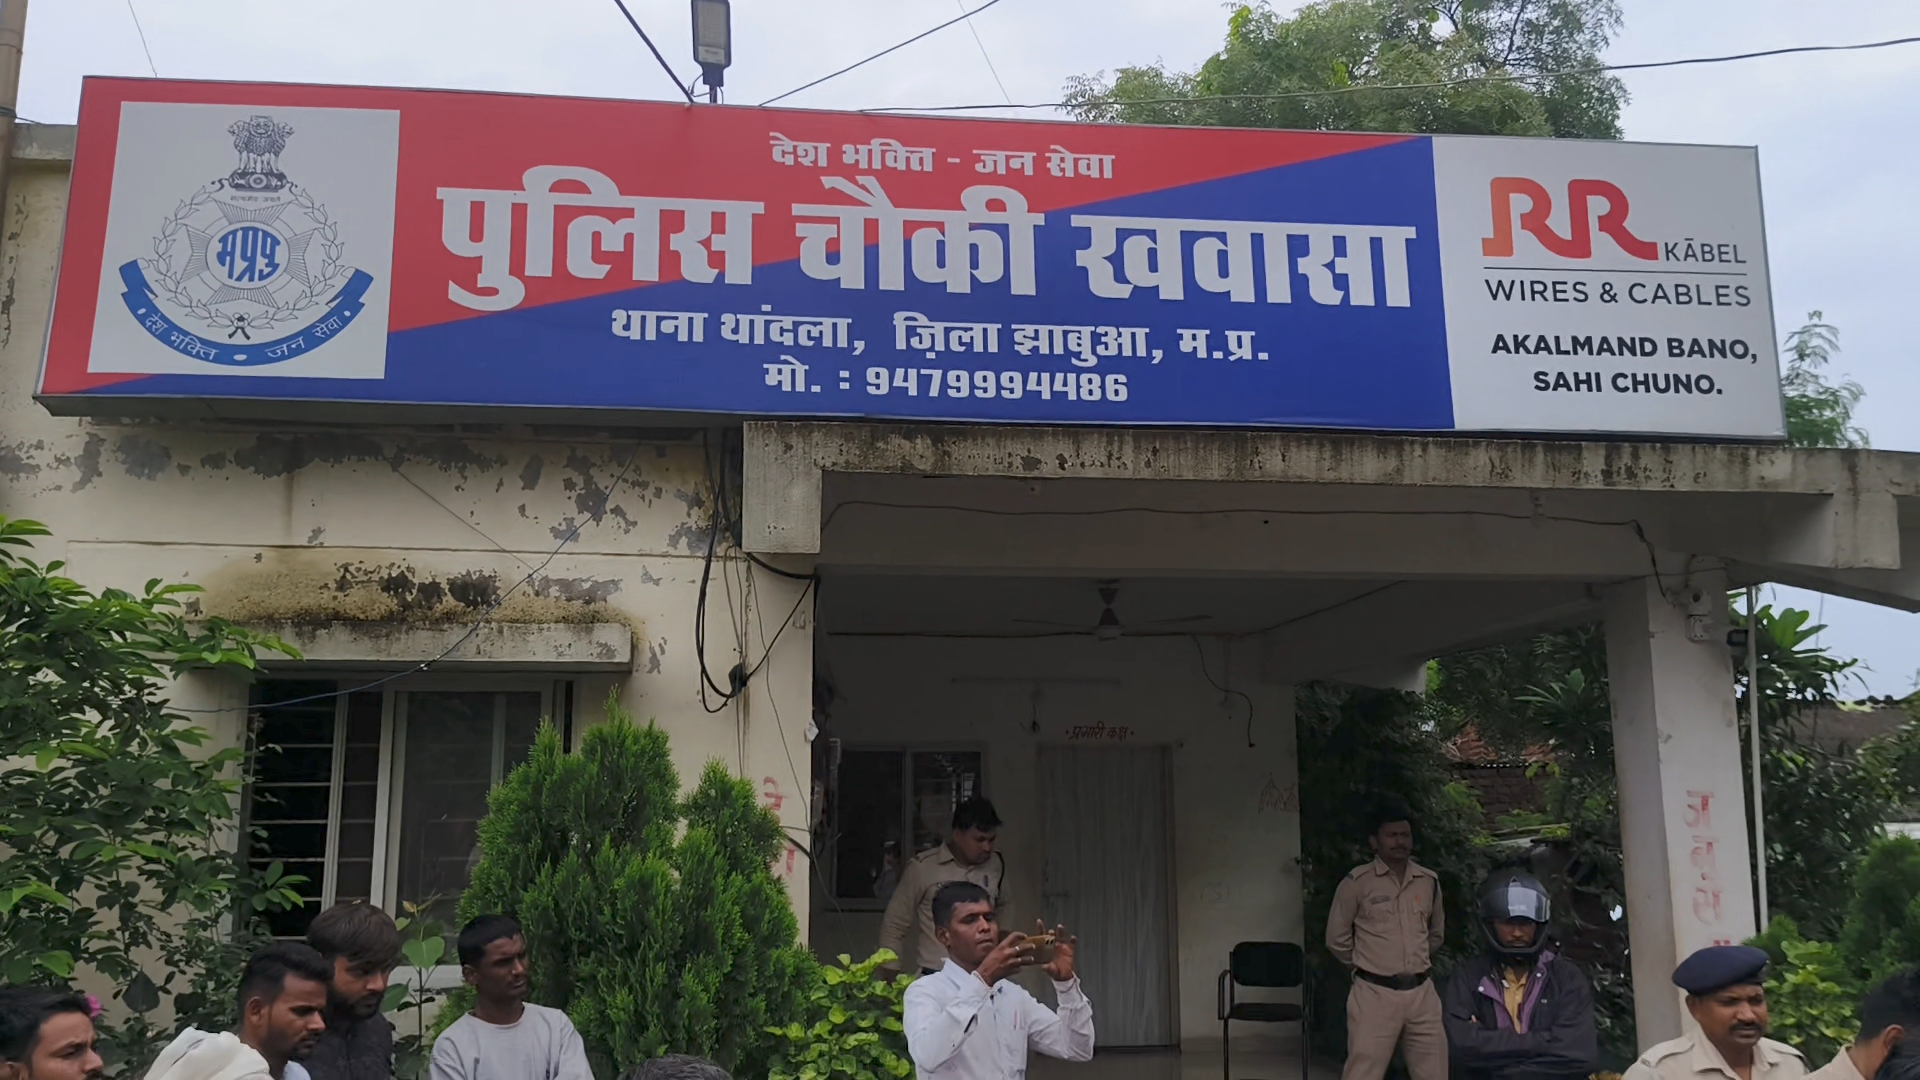 देश भक्ति - जन सेवा
पुलिस चौकी खवासा
थाना थांदला, ज़िला झाबुआ, म.प्र.
मो. : 9479994486
मप्रपु
देश भक्ति • जन सेवा
RR KĀBEL
WIRES & CABLES
AKALMAND BANO,
SAHI CHUNO.
प्रभारी कक्ष